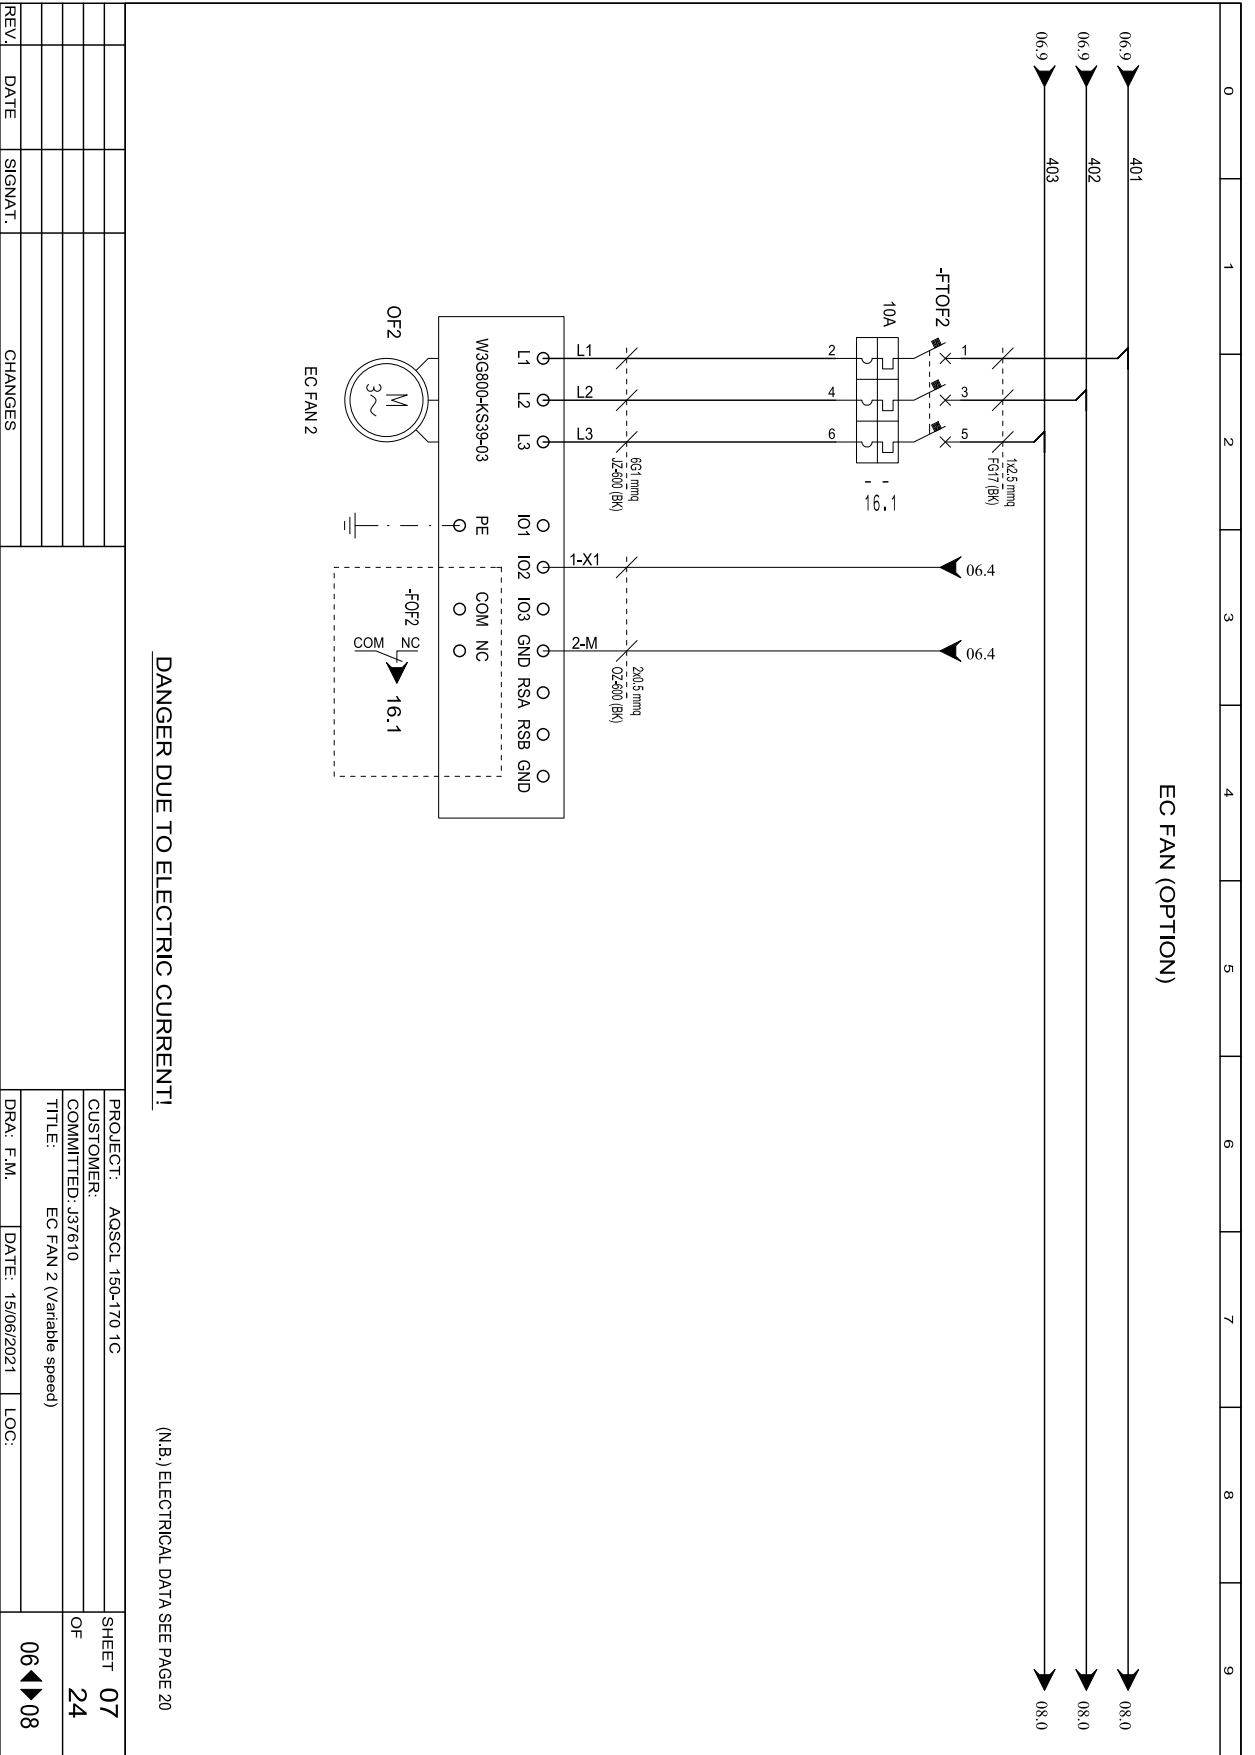 0 1 2 3 4 5 6 7 8 9
EC FAN (OPTION)
06.9 401 08.0
06.9 402 08.0
06.9 403 08.0
-FTOF2
1 3 5
1x2.5 mmq
FG17 (BK)
10A
16.1
2 4 6
06.4 06.4
L1 L2 L3
6G1 mmq
JZ-600 (BK)
1-X1 2-M
2x0.5 mmq
OZ-600 (BK)
L1 L2 L3 IO1 IO2 IO3 GND RSA RSB GND
W3G800-KS39-03 PE COM NC
OF2
M
3~
EC FAN 2
-FOF2
COM NC
16.1
DANGER DUE TO ELECTRIC CURRENT!
(N.B.) ELECTRICAL DATA SEE PAGE 20
REV. DATE SIGNAT. CHANGES
PROJECT: AQSCL 150-170 1C
CUSTOMER:
COMMITTED: J37610
TITLE: EC FAN 2 (Variable speed)
DRA: F.M. DATE: 15/06/2021 LOC:
SHEET 07
OF 24
06 08